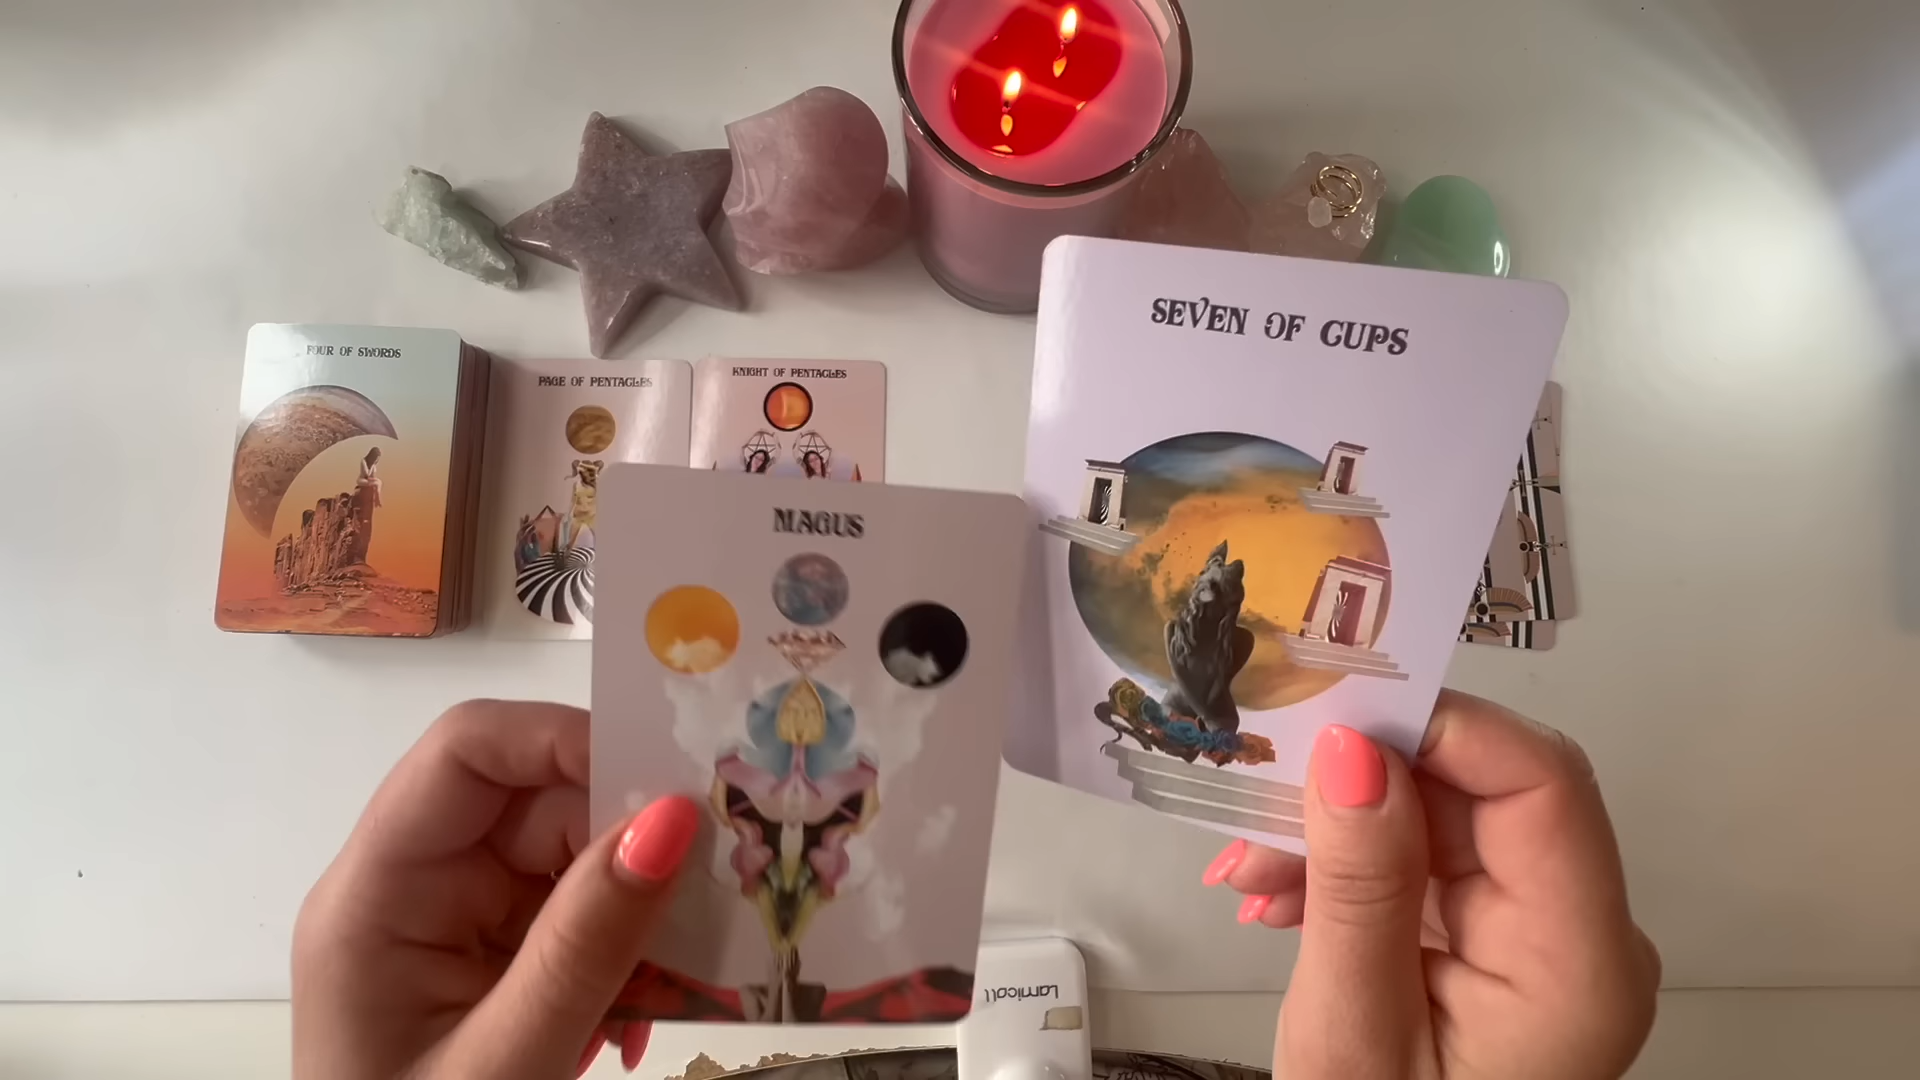 SEVEN OF CUPS
FOUR OF SWORDS
PAGE OF PENTACLES
KNIGHT OF PENTACLES
MAGUS
Lamicall